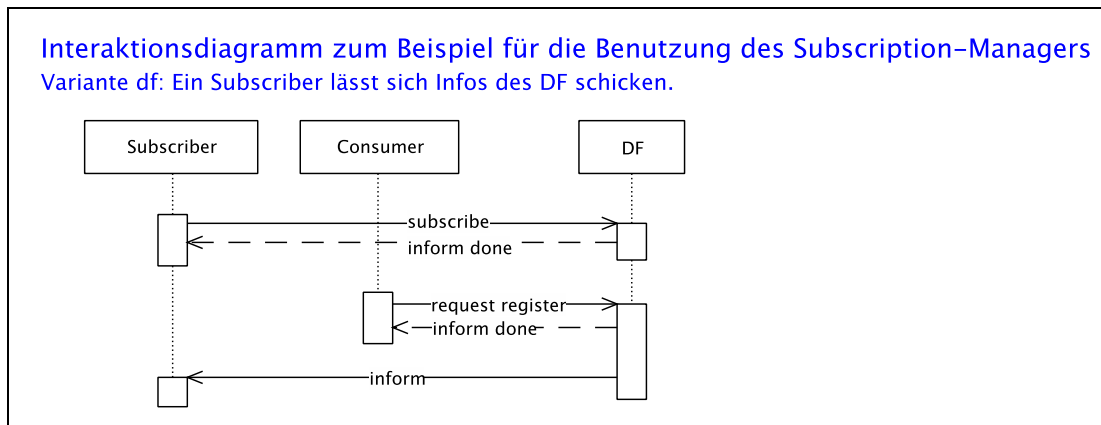 Interaktionsdiagramm zum Beispiel für die Benutzung des Subscription-Managers
Variante df: Ein Subscriber lässt sich Infos des DF schicken.
Subscriber
Consumer
DF
subscribe
inform done
request register
inform done
inform